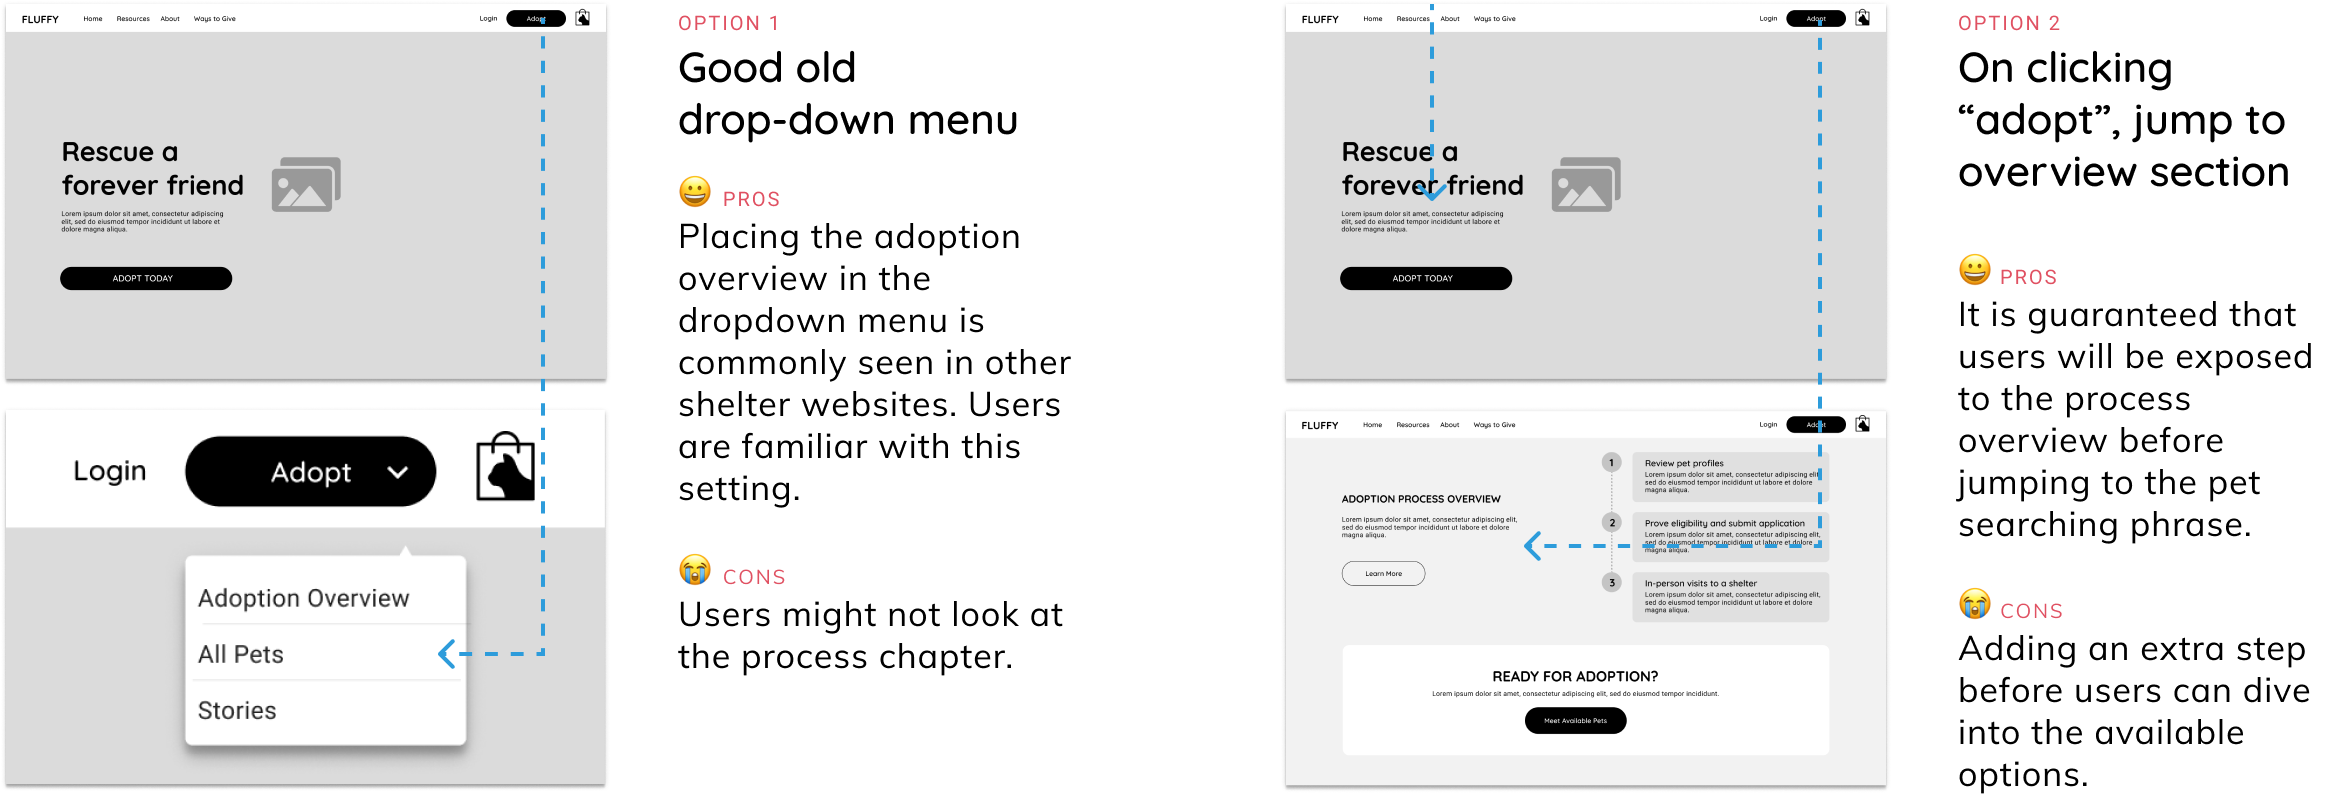 FLUFFY Home Resources About Ways to Give Login Adopt
Rescue a
forever friend
Lorem ipsum dolor sit amet, consectetur adipiscing
elit, sed do eiusmod tempor incididunt ut labore et
dolore magna aliqua.
ADOPT TODAY
Login Adopt
Adoption Overview
All Pets
Stories
OPTION 1
Good old
drop-down menu
PROS
Placing the adoption
overview in the
dropdown menu is
commonly seen in other
shelter websites. Users
are familiar with this
setting.
CONS
Users might not look at
the process chapter.
FLUFFY Home Resources About Ways to Give Login Adopt
Rescue a
forever friend
Lorem ipsum dolor sit amet, consectetur adipiscing
elit, sed do eiusmod tempor incididunt ut labore et
dolore magna aliqua.
ADOPT TODAY
FLUFFY Home Resources About Ways to Give Login Adopt
ADOPTION PROCESS OVERVIEW
Lorem ipsum dolor sit amet, consectetur adipiscing elit,
sed do eiusmod tempor incididunt ut labore et dolore
magna aliqua.
Learn More
1 Review pet profiles
Lorem ipsum dolor sit amet, consectetur adipiscing elit,
sed do eiusmod tempor incididunt ut labore et dolore
magna aliqua.
2 Prove eligibility and submit application
Lorem ipsum dolor sit amet, consectetur adipiscing elit,
sed do eiusmod tempor incididunt ut labore et dolore
magna aliqua.
3 In-person visits to a shelter
Lorem ipsum dolor sit amet, consectetur adipiscing elit,
sed do eiusmod tempor incididunt ut labore et dolore
magna aliqua.
READY FOR ADOPTION?
Lorem ipsum dolor sit amet, consectetur adipiscing elit, sed do eiusmod tempor incididunt.
Meet Available Pets
OPTION 2
On clicking
“adopt”, jump to
overview section
PROS
It is guaranteed that
users will be exposed
to the process
overview before
jumping to the pet
searching phrase.
CONS
Adding an extra step
before users can dive
into the available
options.